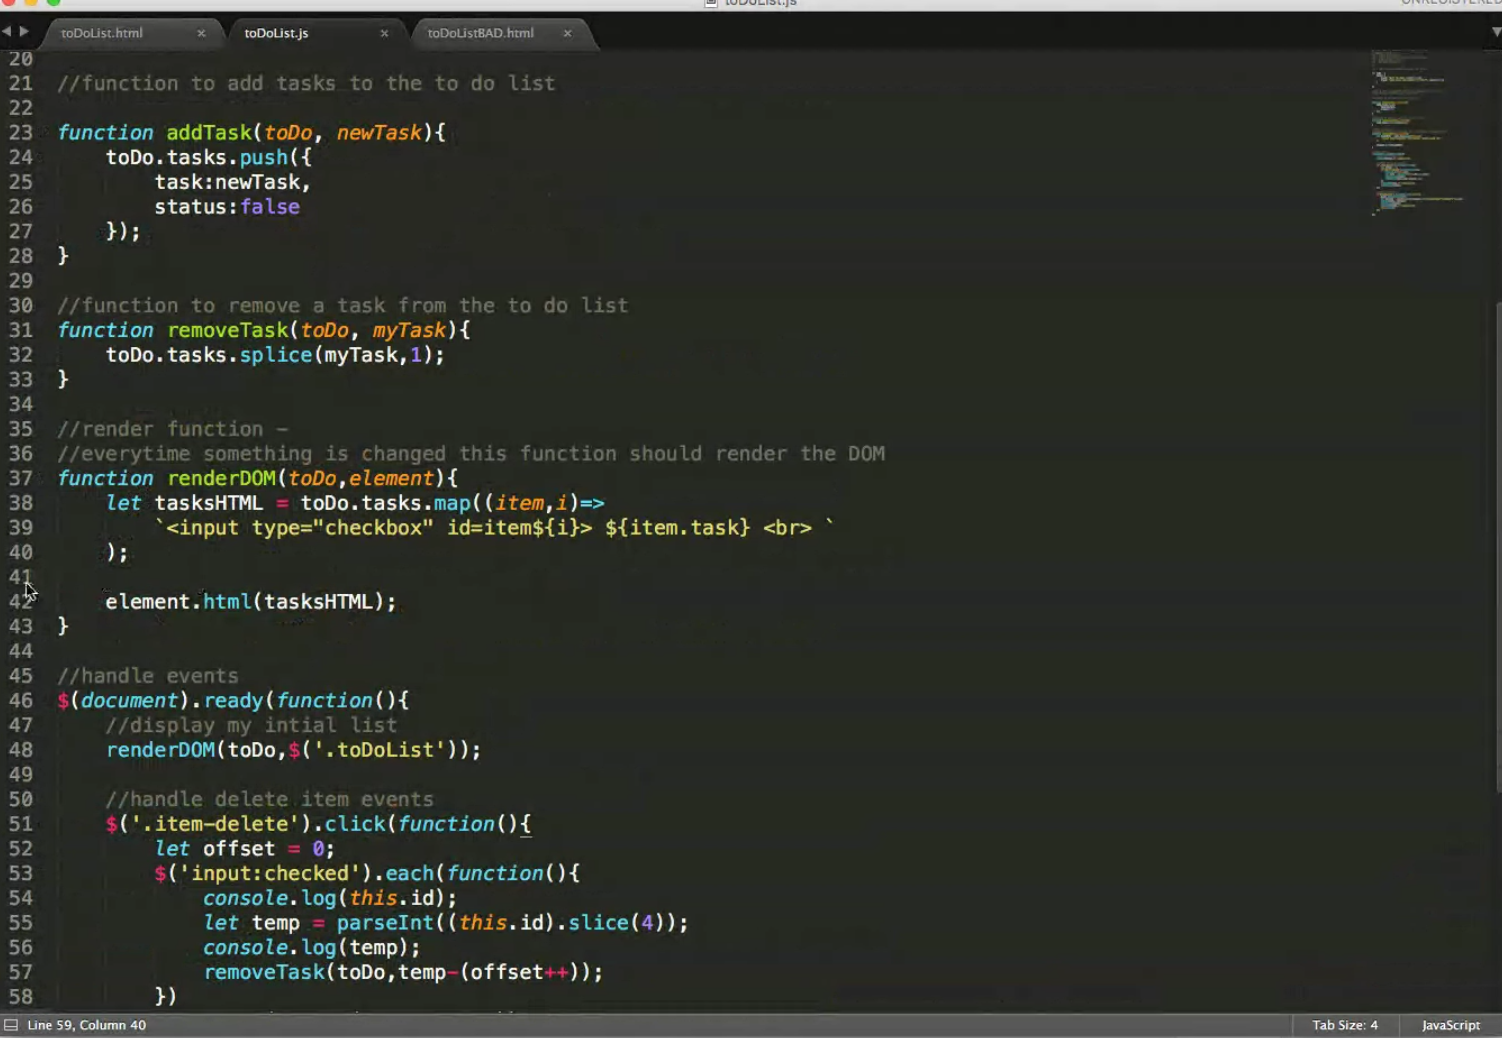 toDoList.js
UNREGISTERED
toDoList.html × toDoList.js × toDoListBAD.html ×
20
21 //function to add tasks to the to do list
22
23 function addTask(toDo, newTask){
24     toDo.tasks.push({
25         task:newTask,
26         status:false
27     });
28 }
29
30 //function to remove a task from the to do list
31 function removeTask(toDo, myTask){
32     toDo.tasks.splice(myTask,1);
33 }
34
35 //render function -
36 //everytime something is changed this function should render the DOM
37 function renderDOM(toDo,element){
38     let tasksHTML = toDo.tasks.map((item,i)=>
39         `<input type="checkbox" id=item${i}> ${item.task} <br> `
40     );
41
42     element.html(tasksHTML);
43 }
44
45 //handle events
46 $(document).ready(function(){
47     //display my intial list
48     renderDOM(toDo,$('.toDoList'));
49
50     //handle delete item events
51     $('.item-delete').click(function(){
52         let offset = 0;
53         $('input:checked').each(function(){
54             console.log(this.id);
55             let temp = parseInt((this.id).slice(4));
56             console.log(temp);
57             removeTask(toDo,temp-(offset++));
58         })
Line 59, Column 40 Tab Size: 4 JavaScript